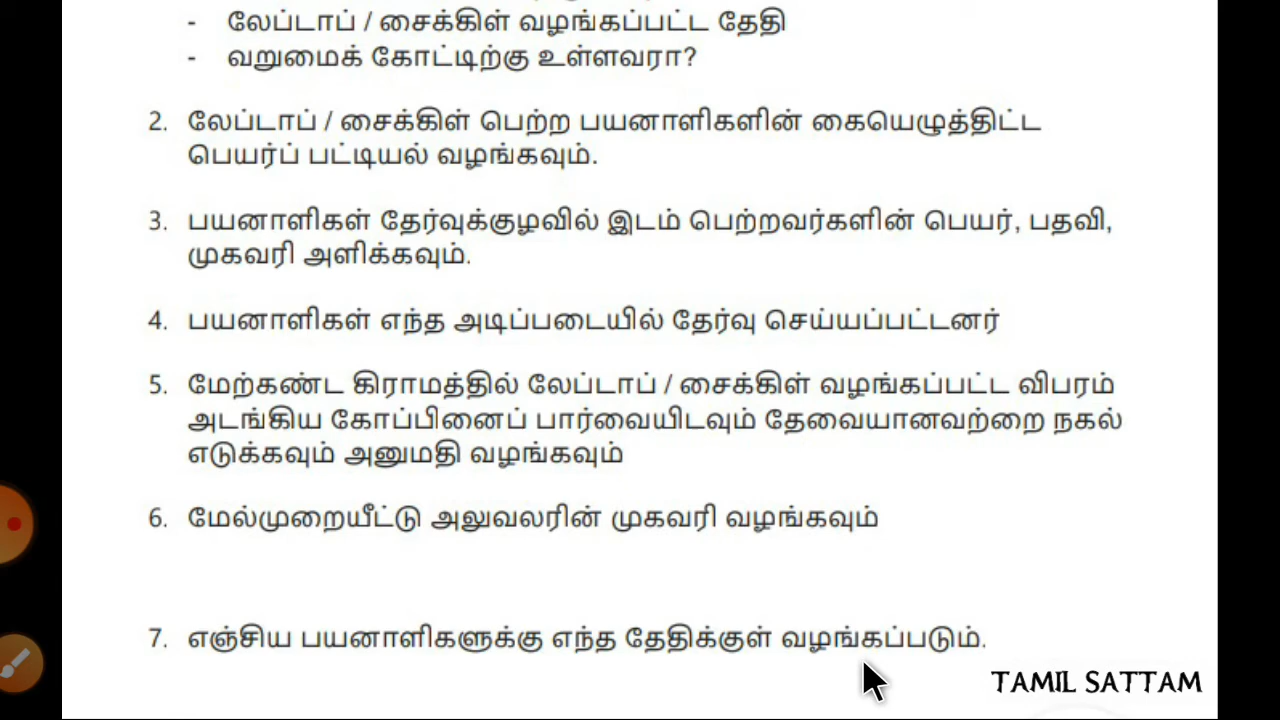 - லேப்டாப் / சைக்கிள் வழங்கப்பட்ட தேதி
- வறுமைக் கோட்டிற்கு உள்ளவரா?
2. லேப்டாப் / சைக்கிள் பெற்ற பயனாளிகளின் கையெழுத்திட்ட
பெயர்ப் பட்டியல் வழங்கவும்.
3. பயனாளிகள் தேர்வுக்குழவில் இடம் பெற்றவர்களின் பெயர், பதவி,
முகவரி அளிக்கவும்.
4. பயனாளிகள் எந்த அடிப்படையில் தேர்வு செய்யப்பட்டனர்
5. மேற்கண்ட கிராமத்தில் லேப்டாப் / சைக்கிள் வழங்கப்பட்ட விபரம்
அடங்கிய கோப்பினைப் பார்வையிடவும் தேவையானவற்றை நகல்
எடுக்கவும் அனுமதி வழங்கவும்
6. மேல்முறையீட்டு அலுவலரின் முகவரி வழங்கவும்
7. எஞ்சிய பயனாளிகளுக்கு எந்த தேதிக்குள் வழங்கப்படும்.
TAMIL SATTAM